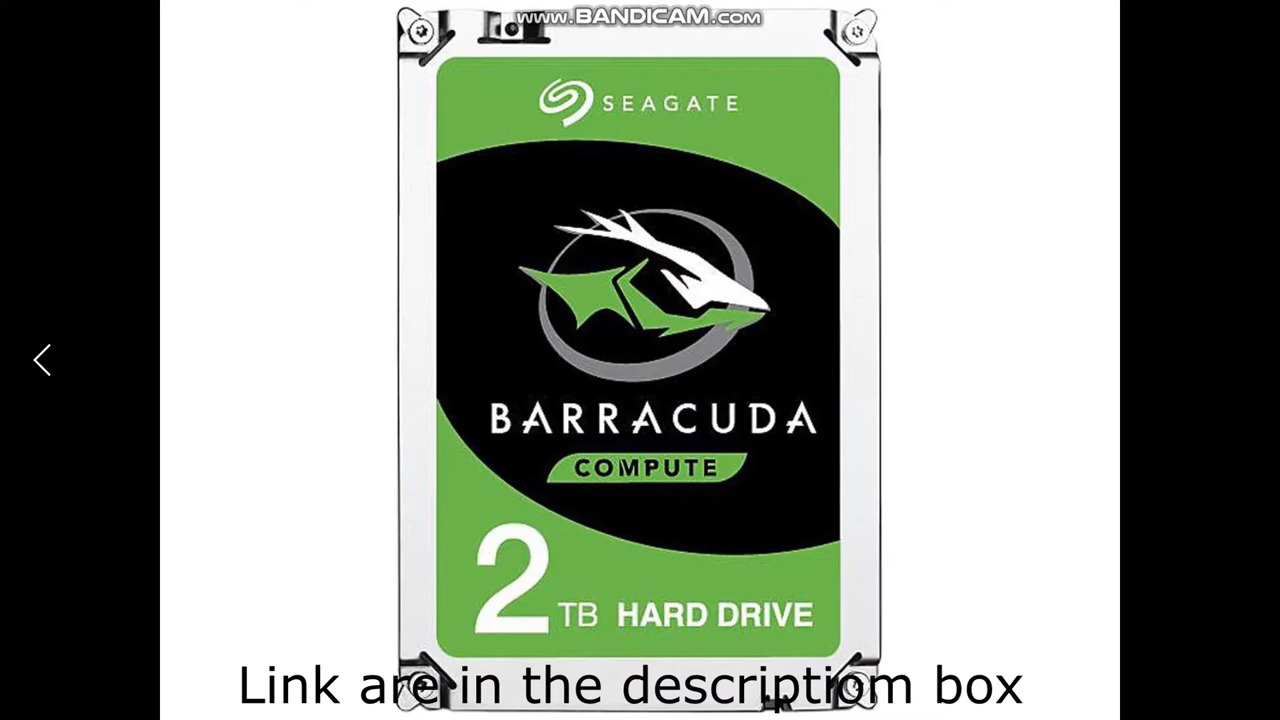 www.BANDICAM.com
SEAGATE
BARRACUDA
COMPUTE
2 TB HARD DRIVE
Link are in the descriptiom box